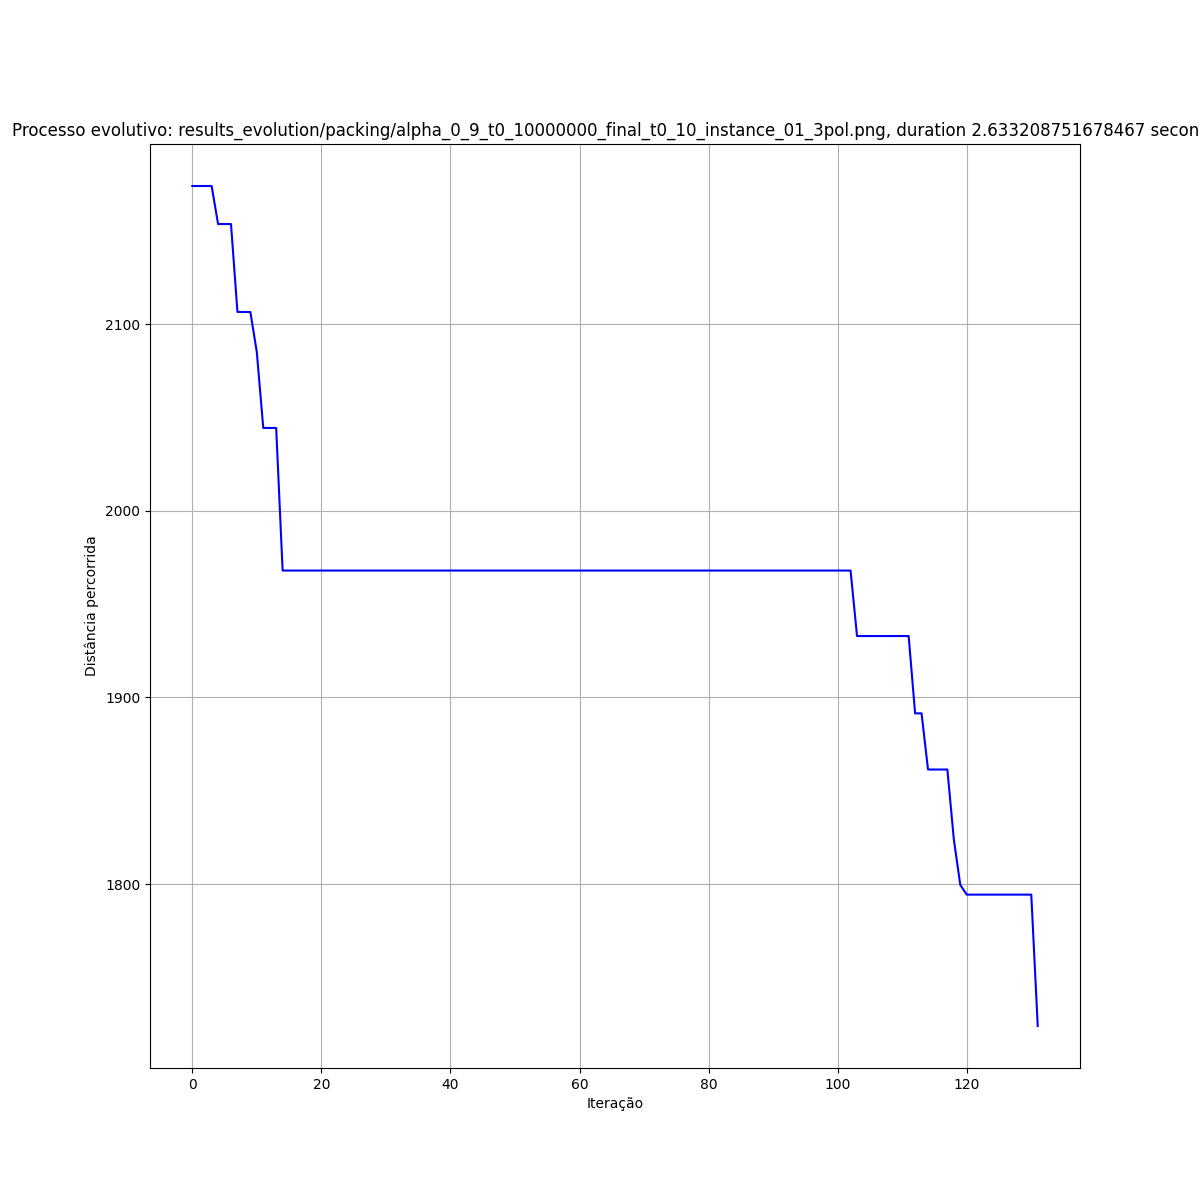 Processo evolutivo: results_evolution/packing/alpha_0_9_t0_10000000_final_t0_10_instance_01_3pol.png, duration 2.633208751678467 secon
2100
2000
1900
1800
Distância percorrida
0 20 40 60 80 100 120
Iteração